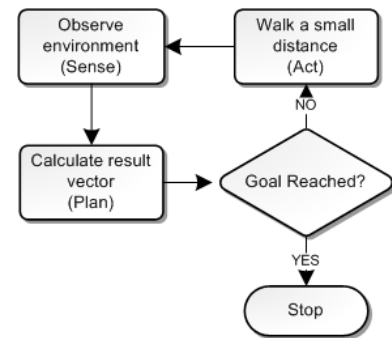 Observe
environment
(Sense)
Walk a small
distance
(Act)
NO
Calculate result
vector
(Plan)
Goal Reached?
YES
Stop